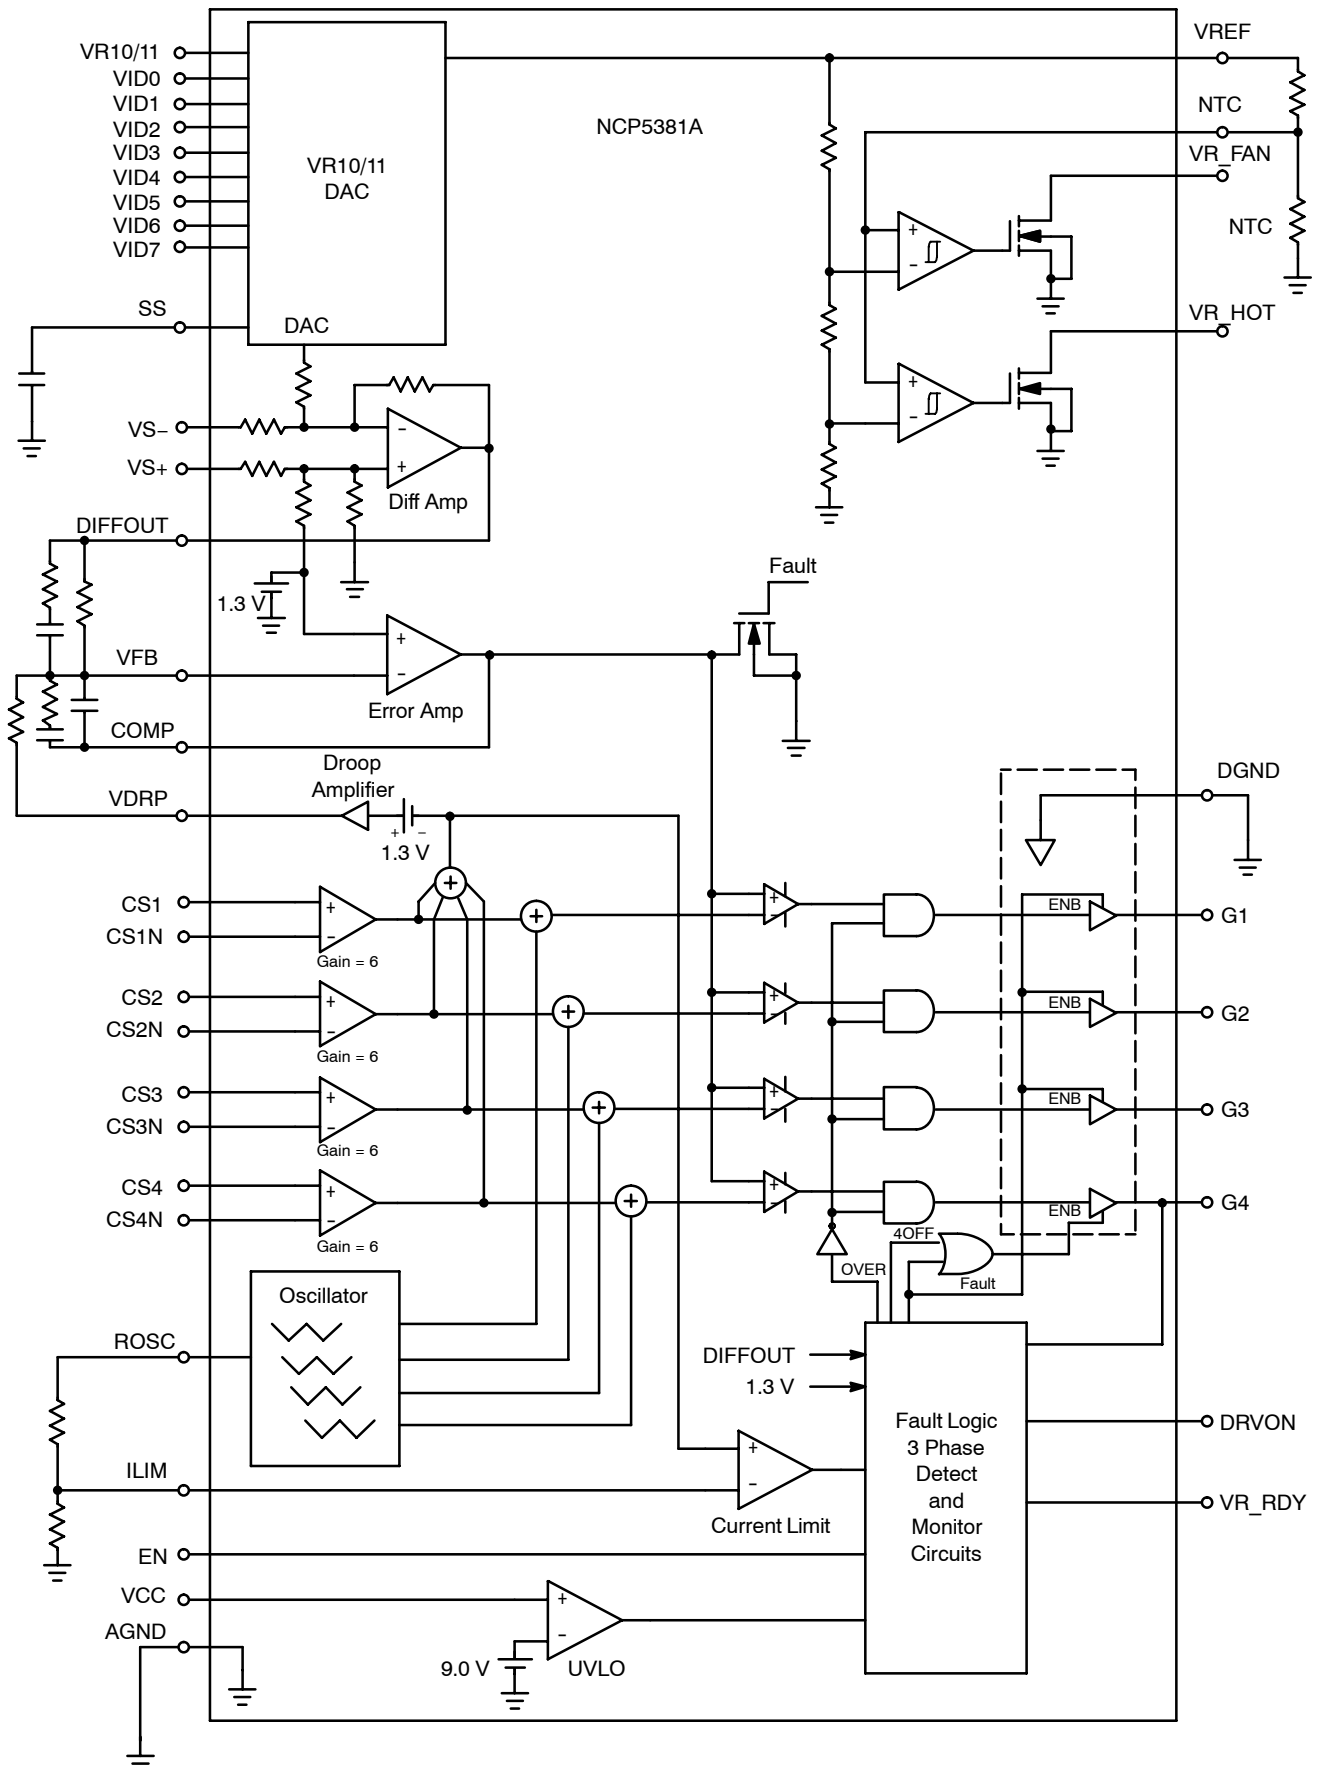 VREF
VR10/11
VID0
VID1
VID2
VID3
VID4
VID5
VID6
VID7
VR10/11
DAC
NCP5381A
NTC
VR_FAN
NTC
SS
DAC
VR_HOT
VS−
VS+
−
+
Diff Amp
+
−
+
−
DIFFOUT
1.3 V
Fault
VFB
+
−
Error Amp
COMP
Droop
Amplifier
VDRP
+ −
1.3 V
DGND
CS1
CS1N
+
−
Gain = 6
+
+
+
−
ENB
G1
CS2
CS2N
+
−
Gain = 6
+
+
−
ENB
G2
CS3
CS3N
+
−
Gain = 6
+
+
−
ENB
G3
CS4
CS4N
+
−
Gain = 6
+
+
−
ENB
G4
4OFF
OVER
Fault
Oscillator
ROSC
DIFFOUT
1.3 V
Fault Logic
3 Phase
Detect
and
Monitor
Circuits
DRVON
ILIM
+
−
Current Limit
VR_RDY
EN
VCC
AGND
+
−
9.0 V
UVLO